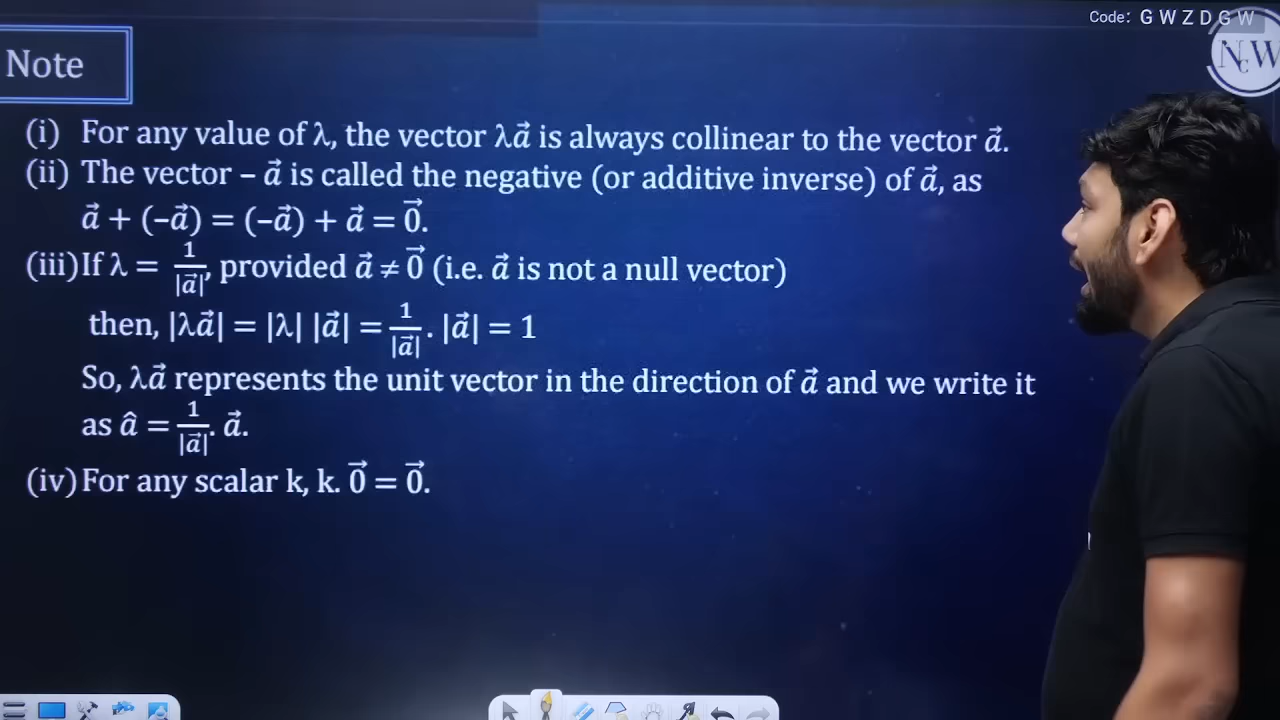 Code: G W Z D G W
NcW
Note
(i) For any value of λ, the vector λa⃗ is always collinear to the vector a⃗.
(ii) The vector – a⃗ is called the negative (or additive inverse) of a⃗, as
a⃗ + (–a⃗) = (–a⃗) + a⃗ = 0⃗.
(iii) If λ = 1/|a⃗|, provided a⃗ ≠ 0⃗ (i.e. a⃗ is not a null vector)
then, |λa⃗| = |λ| |a⃗| = 1/|a⃗| . |a⃗| = 1
So, λa⃗ represents the unit vector in the direction of a⃗ and we write it
as â = 1/|a⃗| . a⃗.
(iv) For any scalar k, k. 0⃗ = 0⃗.